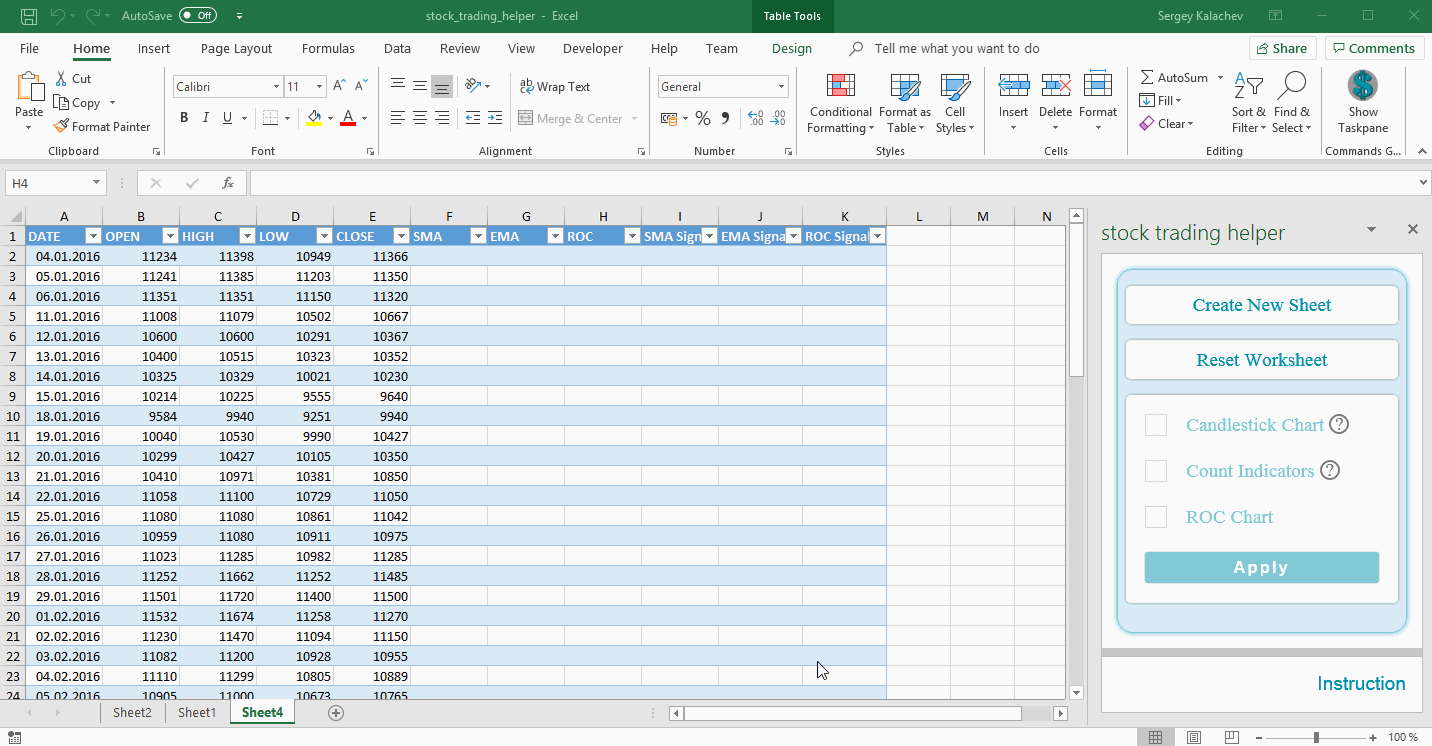 AutoSave Off stock_trading_helper - Excel Table Tools Sergey Kalachev
File Home Insert Page Layout Formulas Data Review View Developer Help Team Design Tell me what you want to do Share Comments
Paste
Cut
Copy
Format Painter
Clipboard
Calibri 11
B I U
Font
Wrap Text
Merge & Center
Alignment
General
Number
Conditional Formatting
Format as Table
Cell Styles
Styles
Insert Delete Format
Cells
AutoSum
Fill
Clear
Sort & Filter
Find & Select
Editing
Show Taskpane
Commands G...
H4 fx
A B C D E F G H I J K L M N
1 DATE OPEN HIGH LOW CLOSE SMA EMA ROC SMA Sign EMA Signa ROC Signa
2 04.01.2016 11234 11398 10949 11366
3 05.01.2016 11241 11385 11203 11350
4 06.01.2016 11351 11351 11150 11320
5 11.01.2016 11008 11079 10502 10667
6 12.01.2016 10600 10600 10291 10367
7 13.01.2016 10400 10515 10323 10352
8 14.01.2016 10325 10329 10021 10230
9 15.01.2016 10214 10225 9555 9640
10 18.01.2016 9584 9940 9251 9940
11 19.01.2016 10040 10530 9990 10427
12 20.01.2016 10299 10427 10105 10350
13 21.01.2016 10410 10971 10381 10850
14 22.01.2016 11058 11100 10729 11050
15 25.01.2016 11080 11080 10861 11042
16 26.01.2016 10959 11080 10911 10975
17 27.01.2016 11023 11285 10982 11285
18 28.01.2016 11252 11662 11252 11485
19 29.01.2016 11501 11720 11400 11500
20 01.02.2016 11532 11674 11258 11270
21 02.02.2016 11230 11470 11094 11150
22 03.02.2016 11082 11200 10928 10955
23 04.02.2016 11110 11299 10805 10889
24 05.02.2016 10905 11000 10673 10765
stock trading helper
Create New Sheet
Reset Worksheet
Candlestick Chart ?
Count Indicators ?
ROC Chart
Apply
Instruction
Sheet2 Sheet1 Sheet4
100 %